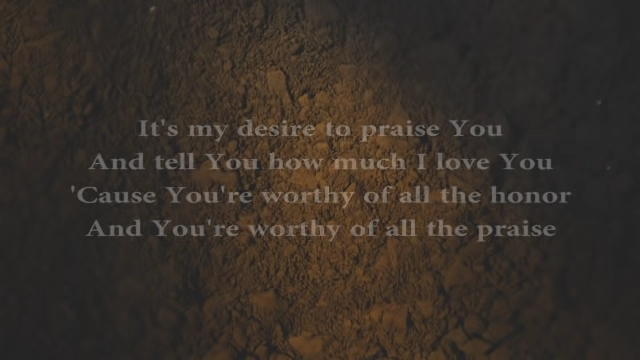 It's my desire to praise You
And tell You how much I love You
'Cause You're worthy of all the honor
And You're worthy of all the praise